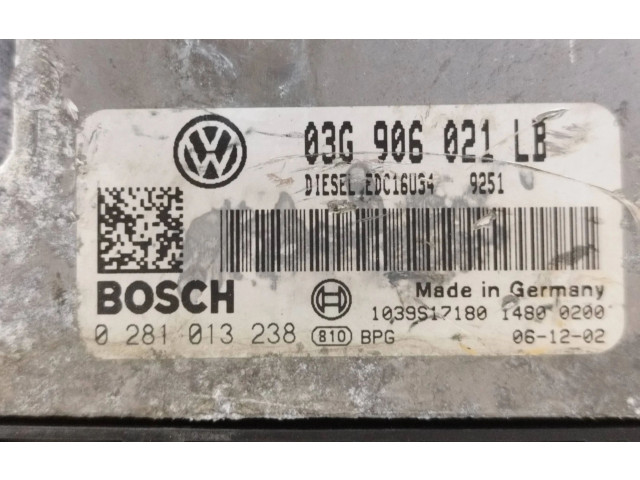 VW
03G 906 021 LB
DIESEL EDC16U34 9251
BOSCH
Made in Germany
1039S17180 1480 0200
0 281 013 238 810 BPG 06-12-02